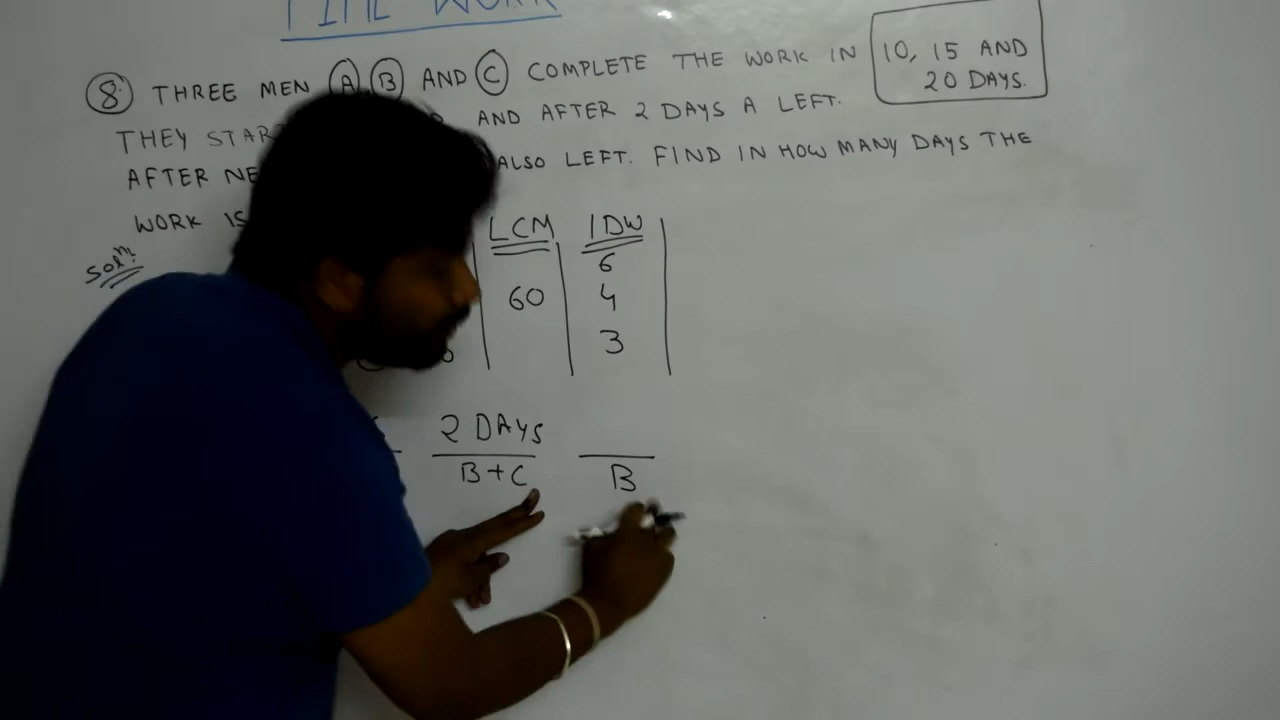 WORK
8 THREE MEN A, B AND C COMPLETE THE WORK IN 10, 15 AND 20 DAYS.
THEY AND AFTER 2 DAYS A LEFT.
AFTER ALSO LEFT. FIND IN HOW MANY DAYS THE
WORK IS
Solⁿ. LCM 1DW
6
60 4
3
2 DAYS
B+C B